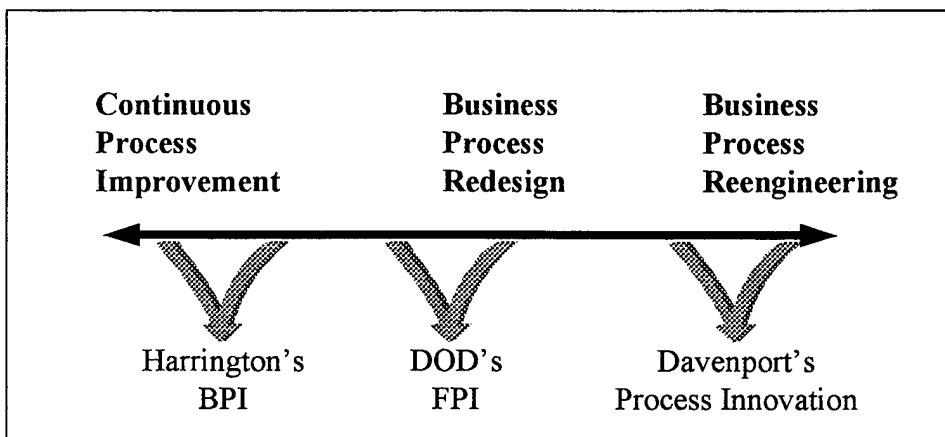 Continuous
Process
Improvement
Business
Process
Redesign
Business
Process
Reengineering
Harrington's
BPI
DOD's
FPI
Davenport's
Process Innovation